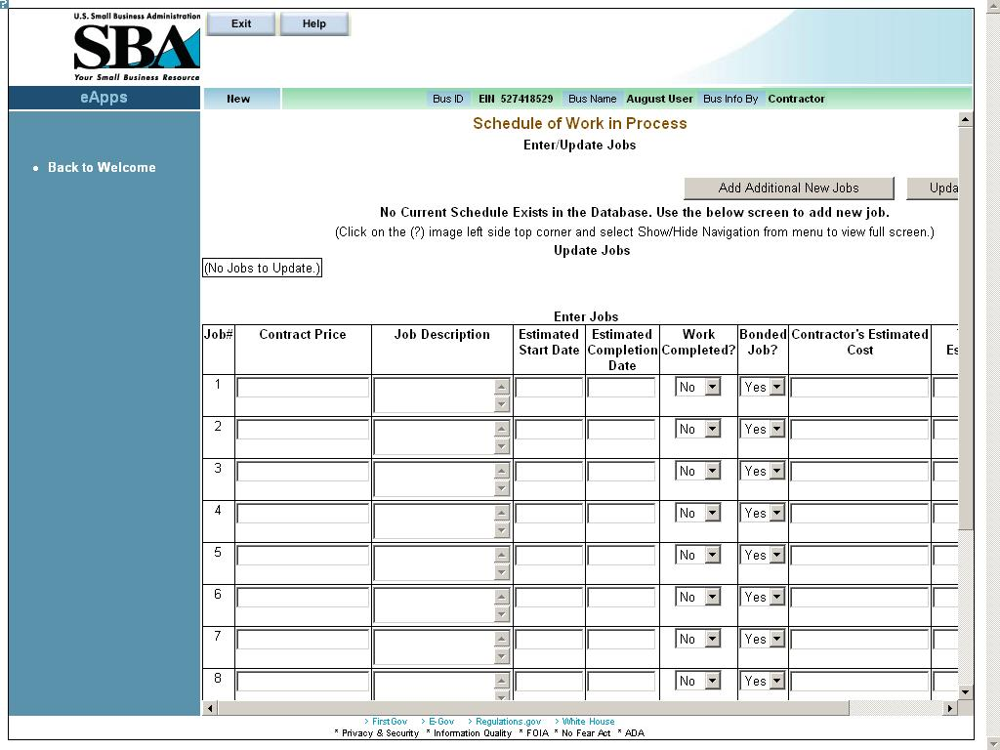 U.S. Small Business Administration
SBA
Your Small Business Resource
Exit Help
eApps New Bus ID EIN 527418529 Bus Name August User Bus Info By Contractor
Schedule of Work in Process
Enter/Update Jobs
Back to Welcome
Add Additional New Jobs Upda
No Current Schedule Exists in the Database. Use the below screen to add new job.
(Click on the (?) image left side top corner and select Show/Hide Navigation from menu to view full screen.)
Update Jobs
(No Jobs to Update.)
Enter Jobs
Job# Contract Price Job Description Estimated Start Date Estimated Completion Date Work Completed? Bonded Job? Contractor's Estimated Cost Es
1 No Yes
2 No Yes
3 No Yes
4 No Yes
5 No Yes
6 No Yes
7 No Yes
8 No Yes
> FirstGov > E-Gov > Regulations.gov > White House
* Privacy & Security * Information Quality * FOIA * No Fear Act * ADA